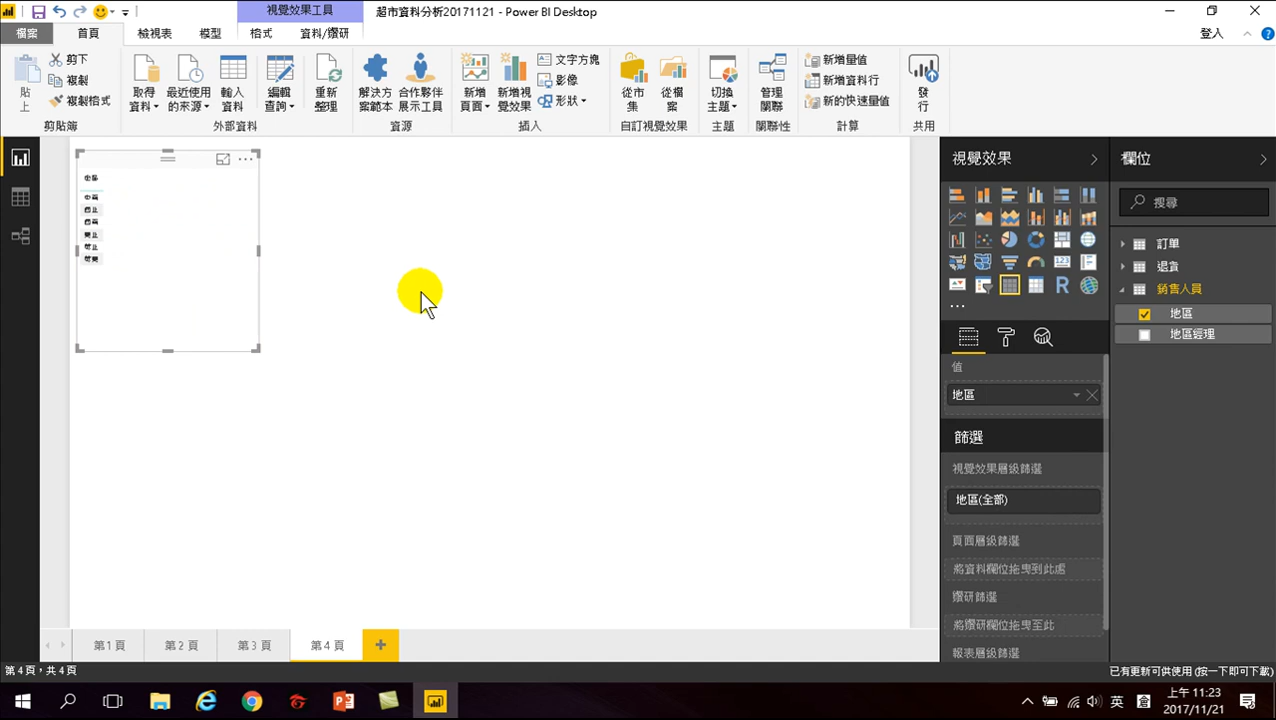 視覺效果工具
超市資料分析20171121 - Power BI Desktop
檔案 首頁 檢視表 模型 格式 資料/鑽研 登入
貼上
剪下
複製
複製格式
取得資料
最近使用的來源
輸入資料
編輯查詢
重新整理
解決方案範本
合作夥伴展示工具
新增頁面
新增視覺效果
文字方塊
影像
形狀
從市集
從檔案
切換主題
管理關聯
新增量值
新增資料行
新的快速量值
發行
剪貼簿 外部資料 資源 插入 自訂視覺效果 主題 關聯性 計算 共用
視覺效果
R
值
地區
篩選
視覺效果層級篩選
地區(全部)
頁面層級篩選
將資料欄位拖曳到此處
鑽研篩選
將鑽研欄位拖曳至此
報表層級篩選
欄位
搜尋
訂單
退貨
銷售人員
地區
地區經理
第1頁 第2頁 第3頁 第4頁
第4頁，共4頁
已有更新可供使用 (按一下即可下載)
英
上午 11:23
2017/11/21